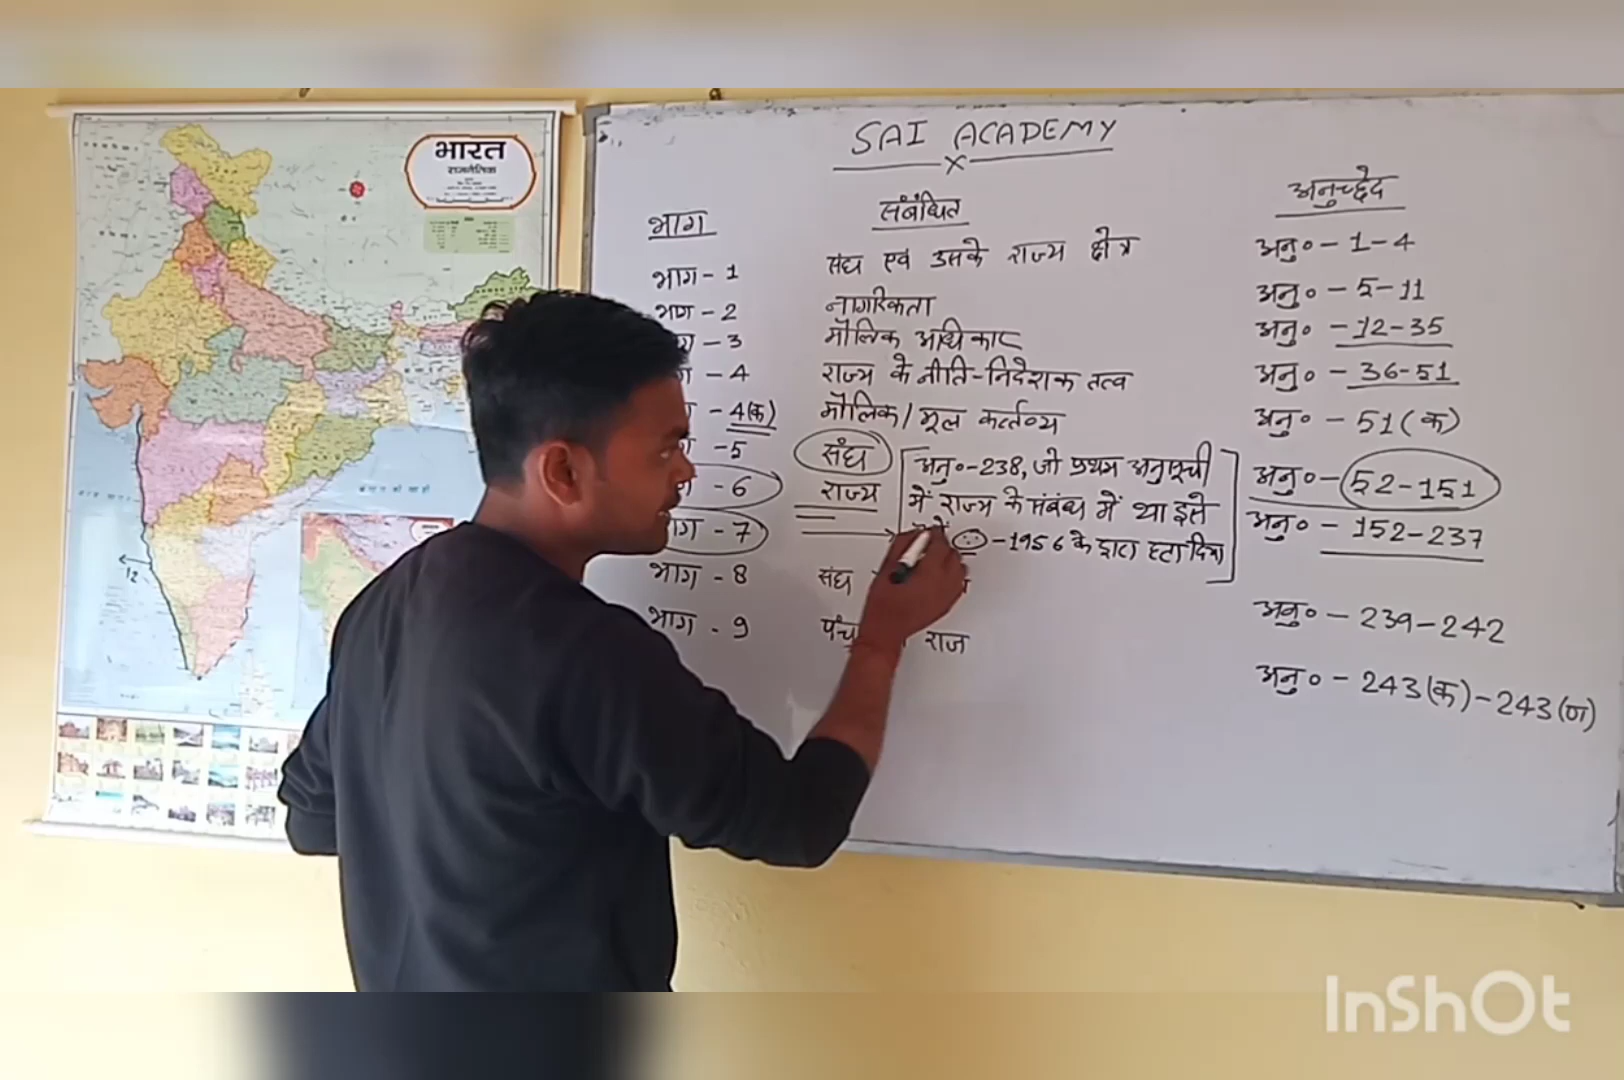 SAI ACADEMY
भारत
राजनैतिक
भाग संबंधित अनुच्छेद
भाग - 1 संघ एवं उसके राज्य क्षेत्र अनु० - 1 - 4
भाग - 2 नागरिकता अनु० - 5 - 11
- 3 मौलिक अधिकार अनु० - 12 - 35
- 4 राज्य के नीति-निदेशक तत्व अनु० - 36 - 51
- 4(क) मौलिक / मूल कर्तव्य अनु० - 51 (क)
- 5 संघ अनु० - 52 - 151
- 6 राज्य अनु० - 152 - 237
भाग - 7
अनु०-238, जो प्रथम अनुसूची
में राज्य के संबंध में था इसे
- 1956 के द्वारा हटा दिया
भाग - 8 संघ अनु० - 239 - 242
भाग - 9 राज अनु० - 243 (क) - 243 (ण)
12
InShOt